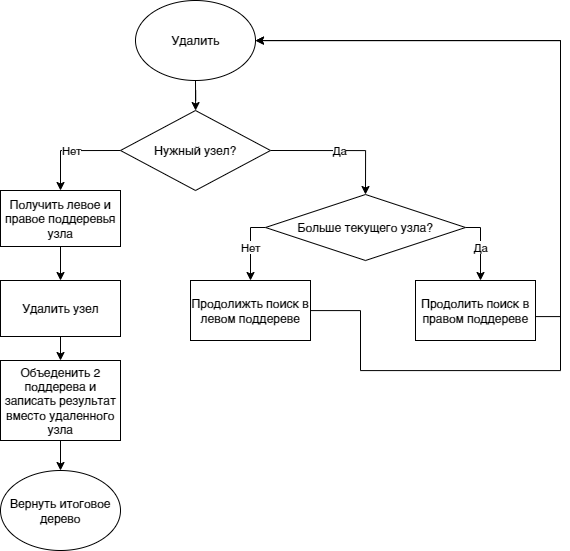 Удалить
Нужный узел?
Нет
Да
Получить левое и
правое поддеревья
узла
Больше текущего узла?
Нет
Да
Удалить узел
Продолижть поиск в
левом поддереве
Продолить поиск в
правом поддереве
Объеденить 2
поддерева и
записать результат
вместо удаленного
узла
Вернуть итоговое
дерево